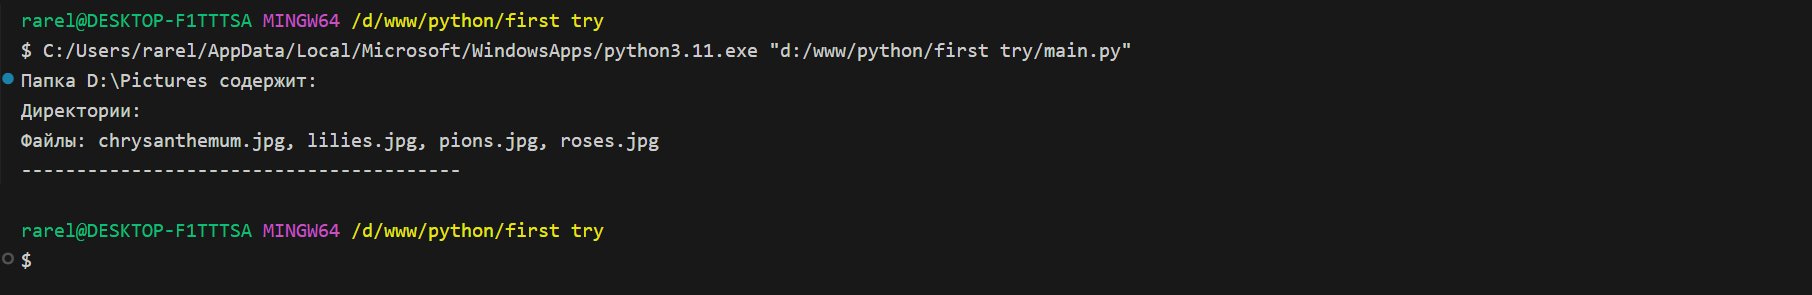 rarel@DESKTOP-F1TTTSA MINGW64 /d/www/python/first try
$ C:/Users/rarel/AppData/Local/Microsoft/WindowsApps/python3.11.exe "d:/www/python/first try/main.py"
Папка D:\Pictures содержит:
Директории:
Файлы: chrysanthemum.jpg, lilies.jpg, pions.jpg, roses.jpg
----------------------------------------
rarel@DESKTOP-F1TTTSA MINGW64 /d/www/python/first try
$